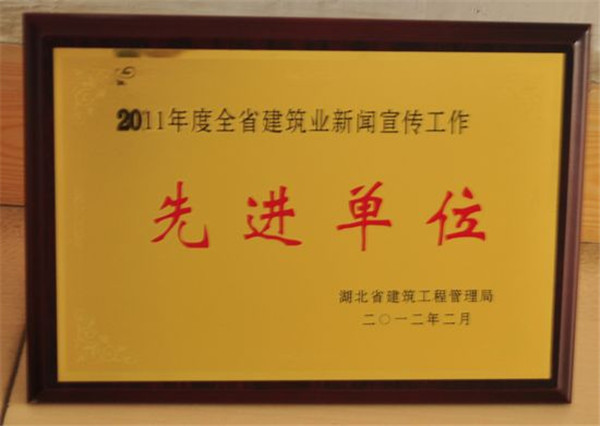 2011年度全省建筑业新闻宣传工作
先进单位
湖北省建筑工程管理局
二〇一二年二月